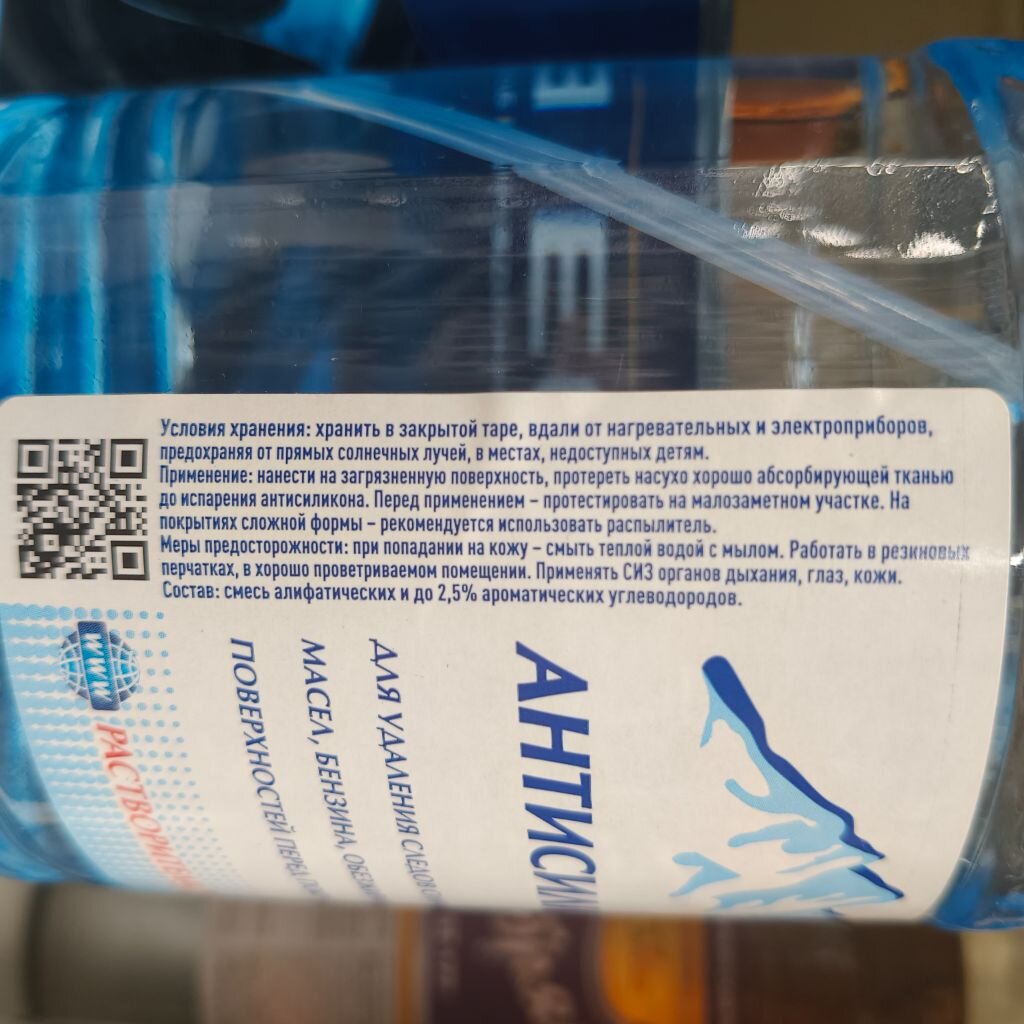 Условия хранения: хранить в закрытой таре, вдали от нагревательных и электроприборов,
предохраняя от прямых солнечных лучей, в местах, недоступных детям.
Применение: нанести на загрязненную поверхность, протереть насухо хорошо абсорбирующей тканью
до испарения антисиликона. Перед применением – протестировать на малозаметном участке. На
покрытиях сложной формы – рекомендуется использовать распылитель.
Меры предосторожности: при попадании на кожу – смыть теплой водой с мылом. Работать в резиновых
перчатках, в хорошо проветриваемом помещении. Применять СИЗ органов дыхания, глаз, кожи.
Состав: смесь алифатических и до 2,5% ароматических углеводородов.
АНТИСИ
ДЛЯ УДАЛЕНИЯ
МАСЕЛ, БЕНЗИНА,
ПОВЕРХНОСТЕЙ ПЕРЕД
www